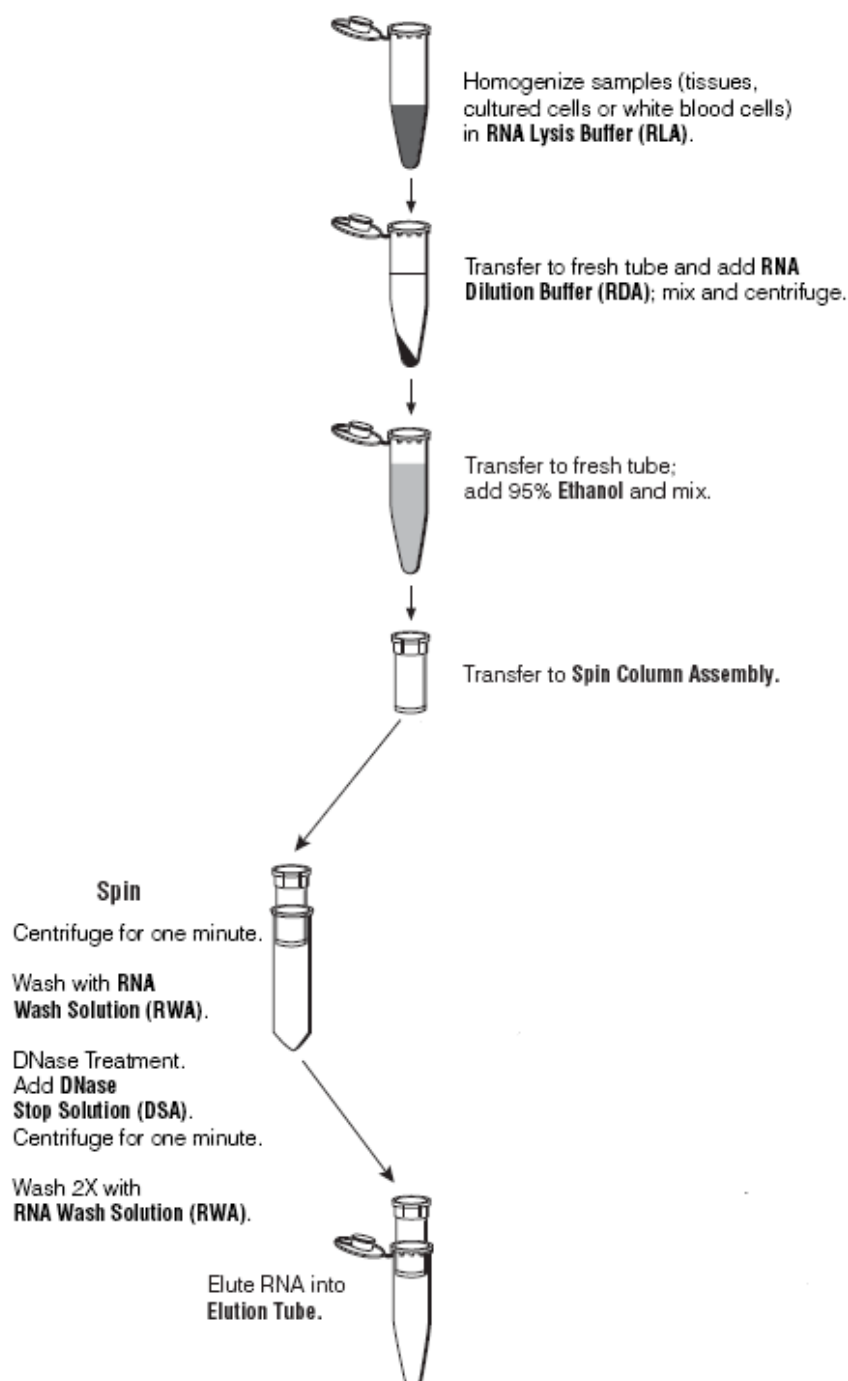 Homogenize samples (tissues,
cultured cells or white blood cells)
in RNA Lysis Buffer (RLA).
Transfer to fresh tube and add RNA
Dilution Buffer (RDA); mix and centrifuge.
Transfer to fresh tube;
add 95% Ethanol and mix.
Transfer to Spin Column Assembly.
Spin
Centrifuge for one minute.
Wash with RNA
Wash Solution (RWA).
DNase Treatment.
Add DNase
Stop Solution (DSA).
Centrifuge for one minute.
Wash 2X with
RNA Wash Solution (RWA).
Elute RNA into
Elution Tube.